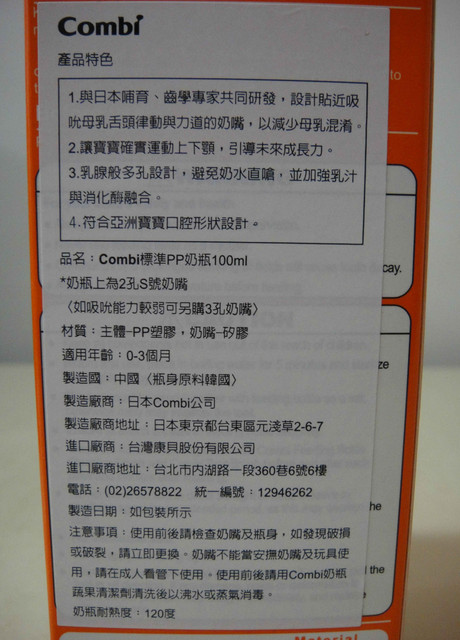 Combi
產品特色
1.與日本哺育、齒學專家共同研發，設計貼近吸
吮母乳舌頭律動與力道的奶嘴，以減少母乳混淆。
2.讓寶寶確實運動上下顎，引導未來成長力。
3.乳腺般多孔設計，避免奶水直嗆，並加強乳汁
與消化酶融合。
4.符合亞洲寶寶口腔形狀設計。
品名：Combi標準PP奶瓶100ml
*奶瓶上為2孔S號奶嘴
〈如吸吮能力較弱可另購3孔奶嘴〉
材質：主體-PP塑膠，奶嘴-矽膠
適用年齡：0-3個月
製造國：中國〈瓶身原料韓國〉
製造廠商：日本Combi公司
製造廠商地址：日本東京都台東區元淺草2-6-7
進口廠商：台灣康貝股份有限公司
進口廠商地址：台北市內湖路一段360巷6號6樓
電話：(02)26578822 統一編號：12946262
製造日期：如包裝所示
注意事項：使用前後請檢查奶嘴及瓶身，如發現破損
或破裂，請立即更換。奶嘴不能當安撫奶嘴及玩具使
用，請在成人看管下使用。使用前後請用Combi奶瓶
蔬果清潔劑清洗後以沸水或蒸氣消毒。
奶瓶耐熱度：120度
to
cay.
ze
he
the
Material